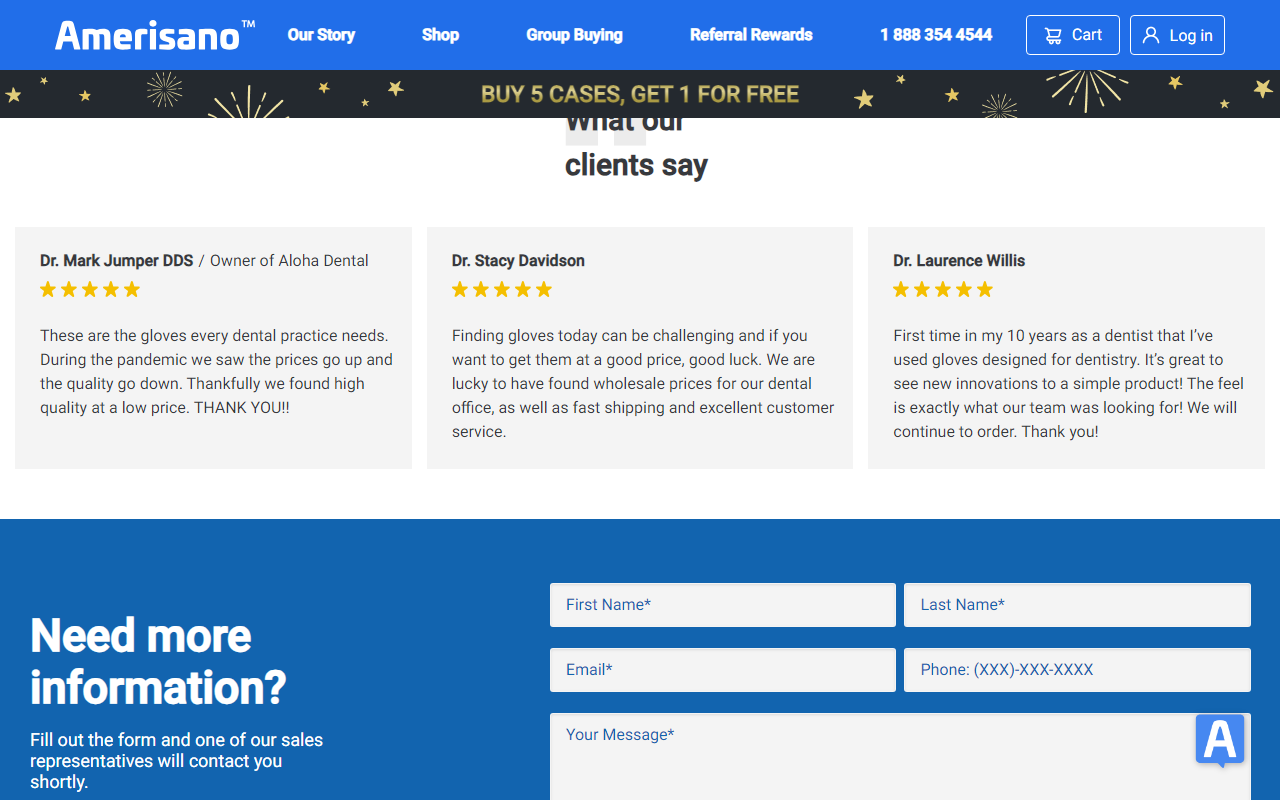 Amerisano™
Our Story
Shop
Group Buying
Referral Rewards
1 888 354 4544
Cart
Log in
BUY 5 CASES, GET 1 FOR FREE
What our
clients say
Dr. Mark Jumper DDS / Owner of Aloha Dental
These are the gloves every dental practice needs.
During the pandemic we saw the prices go up and
the quality go down. Thankfully we found high
quality at a low price. THANK YOU!!
Dr. Stacy Davidson
Finding gloves today can be challenging and if you
want to get them at a good price, good luck. We are
lucky to have found wholesale prices for our dental
office, as well as fast shipping and excellent customer
service.
Dr. Laurence Willis
First time in my 10 years as a dentist that I’ve
used gloves designed for dentistry. It’s great to
see new innovations to a simple product! The feel
is exactly what our team was looking for! We will
continue to order. Thank you!
Need more
information?
Fill out the form and one of our sales
representatives will contact you
shortly.
First Name*
Last Name*
Email*
Phone: (XXX)-XXX-XXXX
Your Message*
A